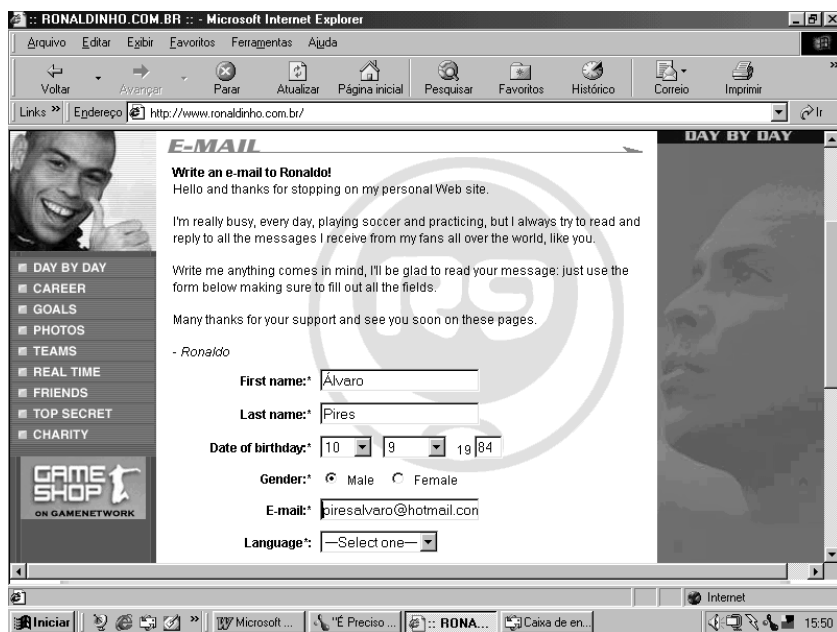 :: RONALDINHO.COM.BR :: - Microsoft Internet Explorer
Arquivo Editar Exibir Favoritos Ferramentas Ajuda
Voltar Avançar Parar Atualizar Página inicial Pesquisar Favoritos Histórico Correio Imprimir
Links » Endereço http://www.ronaldinho.com.br/ Ir
E-MAIL
DAY BY DAY
Write an e-mail to Ronaldo!
Hello and thanks for stopping on my personal Web site.
I'm really busy, every day, playing soccer and practicing, but I always try to read and
reply to all the messages I receive from my fans all over the world, like you.
Write me anything comes in mind, I'll be glad to read your message: just use the
form below making sure to fill out all the fields.
Many thanks for your support and see you soon on these pages.
- Ronaldo
DAY BY DAY
CAREER
GOALS
PHOTOS
TEAMS
REAL TIME
FRIENDS
TOP SECRET
CHARITY
GAME
SHOP
ON GAMENETWORK
R9
First name:* Álvaro
Last name:* Pires
Date of birthday:* 10 9 19 84
Gender:* Male Female
E-mail:* piresalvaro@hotmail.con
Language*: —Select one—
Internet
Iniciar » Microsoft ... "É Preciso ... :: RONA... Caixa de en... 15:50